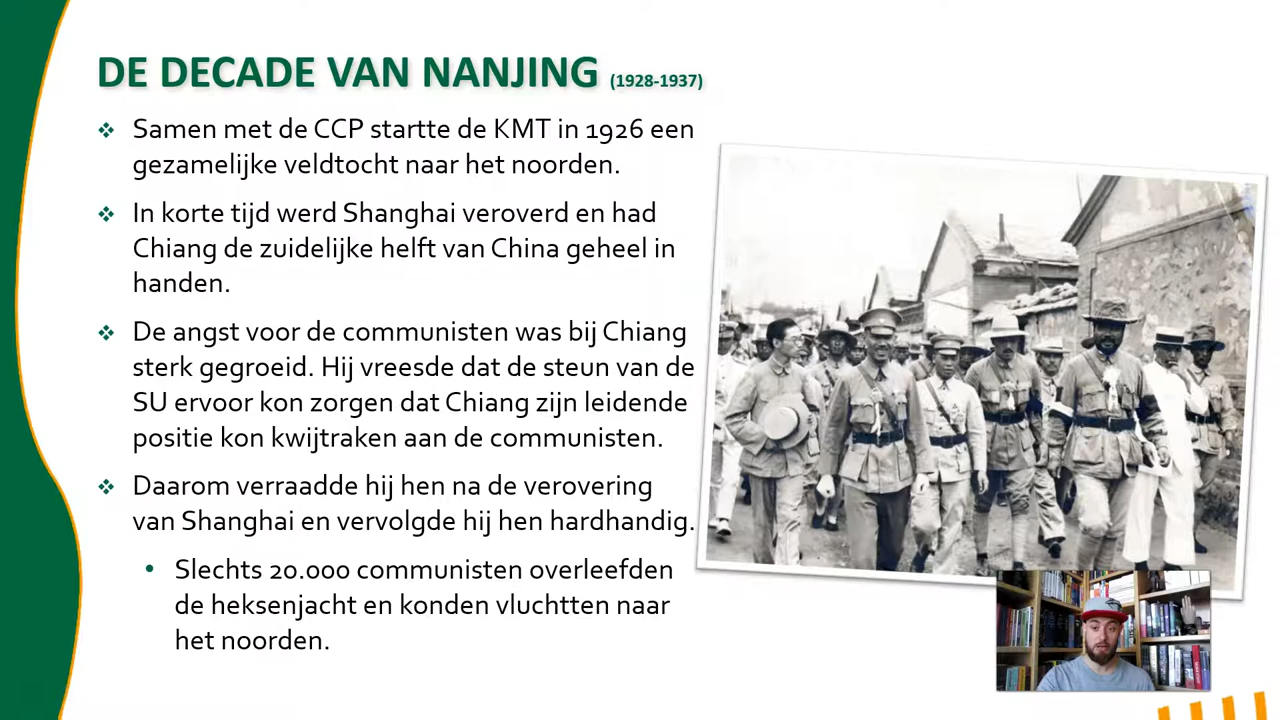 DE DECADE VAN NANJING (1928-1937)
❖ Samen met de CCP startte de KMT in 1926 een
gezamelijke veldtocht naar het noorden.
❖ In korte tijd werd Shanghai veroverd en had
Chiang de zuidelijke helft van China geheel in
handen.
❖ De angst voor de communisten was bij Chiang
sterk gegroeid. Hij vreesde dat de steun van de
SU ervoor kon zorgen dat Chiang zijn leidende
positie kon kwijtraken aan de communisten.
❖ Daarom verraadde hij hen na de verovering
van Shanghai en vervolgde hij hen hardhandig.
• Slechts 20.000 communisten overleefden
de heksenjacht en konden vluchtten naar
het noorden.